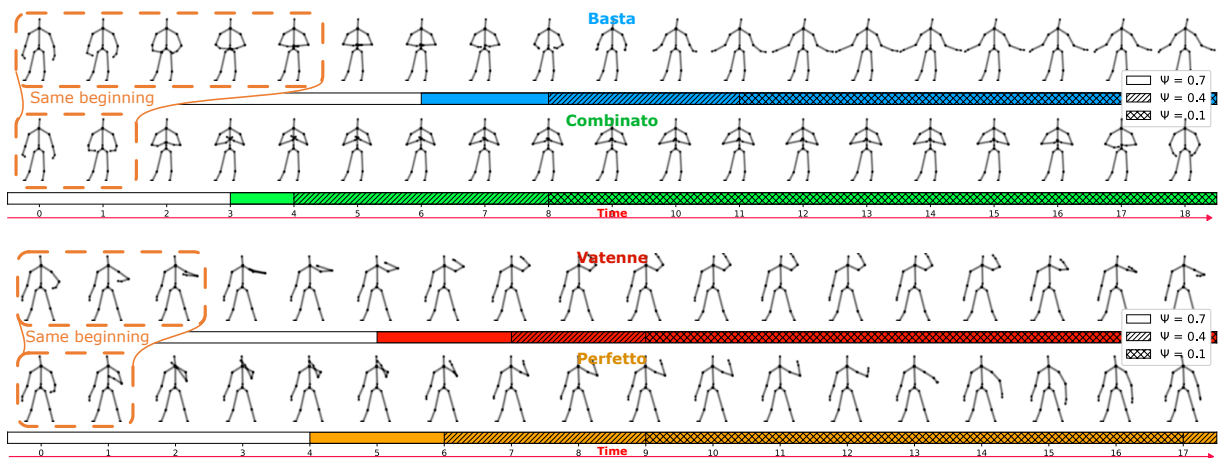 Basta
Same beginning
Ψ = 0.7
Ψ = 0.4
Ψ = 0.1
Combinato
0 1 2 3 4 5 6 7 8 9 10 11 12 13 14 15 16 17 18
Time
Vatenne
Same beginning
Ψ = 0.7
Ψ = 0.4
Ψ = 0.1
Perfetto
0 1 2 3 4 5 6 7 8 9 10 11 12 13 14 15 16 17
Time